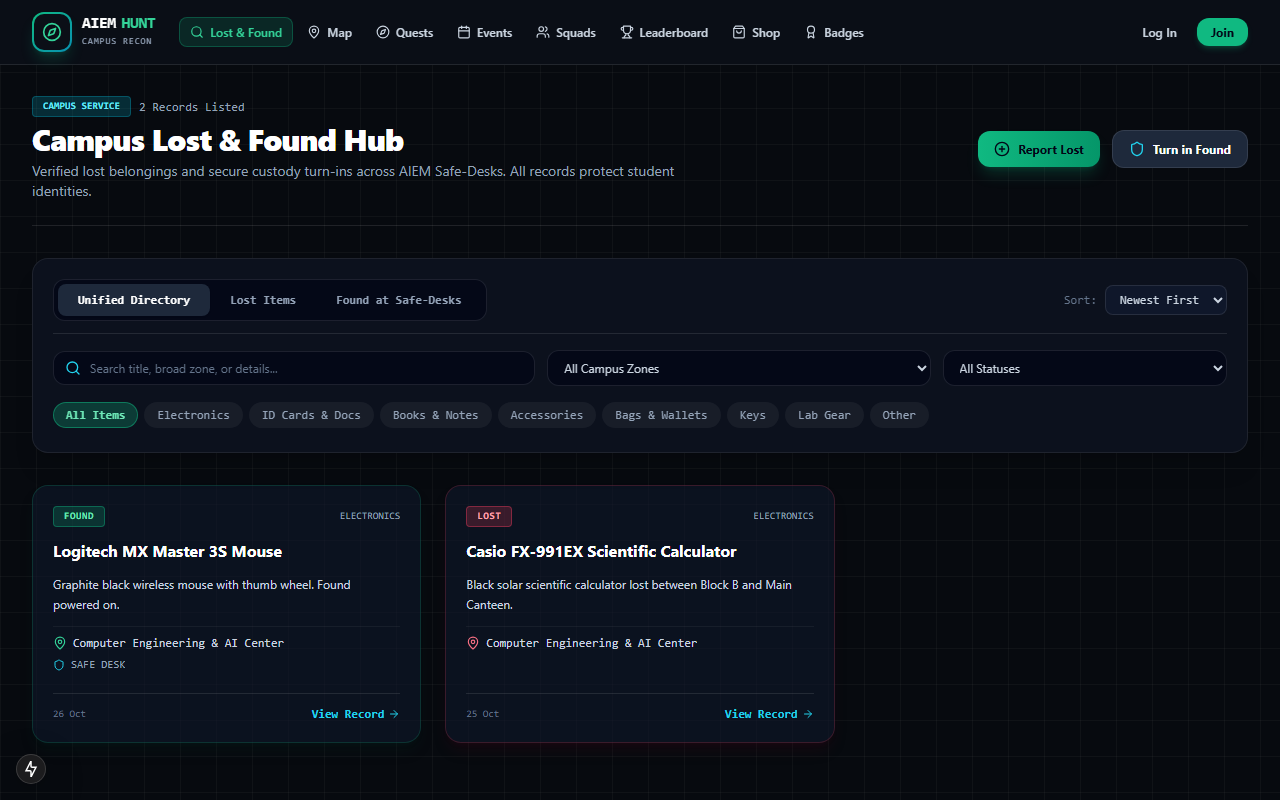 AIEM HUNT
CAMPUS RECON
Lost & Found
Map
Quests
Events
Squads
Leaderboard
Shop
Badges
Log In
Join
CAMPUS SERVICE
2 Records Listed
Campus Lost & Found Hub
Verified lost belongings and secure custody turn-ins across AIEM Safe-Desks. All records protect student
identities.
Report Lost
Turn in Found
Unified Directory
Lost Items
Found at Safe-Desks
Sort:
Newest First
Search title, broad zone, or details...
All Campus Zones
All Statuses
All Items
Electronics
ID Cards & Docs
Books & Notes
Accessories
Bags & Wallets
Keys
Lab Gear
Other
FOUND
ELECTRONICS
Logitech MX Master 3S Mouse
Graphite black wireless mouse with thumb wheel. Found
powered on.
Computer Engineering & AI Center
SAFE DESK
26 Oct
View Record →
LOST
ELECTRONICS
Casio FX-991EX Scientific Calculator
Black solar scientific calculator lost between Block B and Main
Canteen.
Computer Engineering & AI Center
25 Oct
View Record →